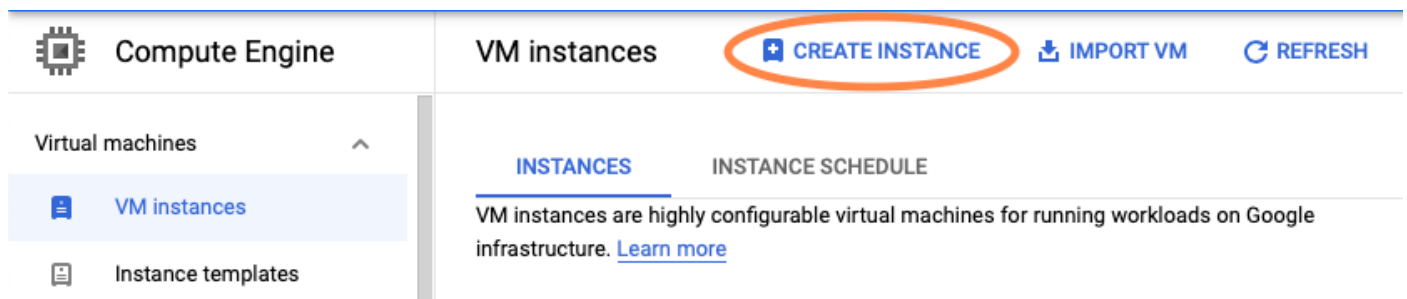 Compute Engine
VM instances
CREATE INSTANCE
IMPORT VM
REFRESH
Virtual machines
VM instances
Instance templates
INSTANCES
INSTANCE SCHEDULE
VM instances are highly configurable virtual machines for running workloads on Google
infrastructure. Learn more